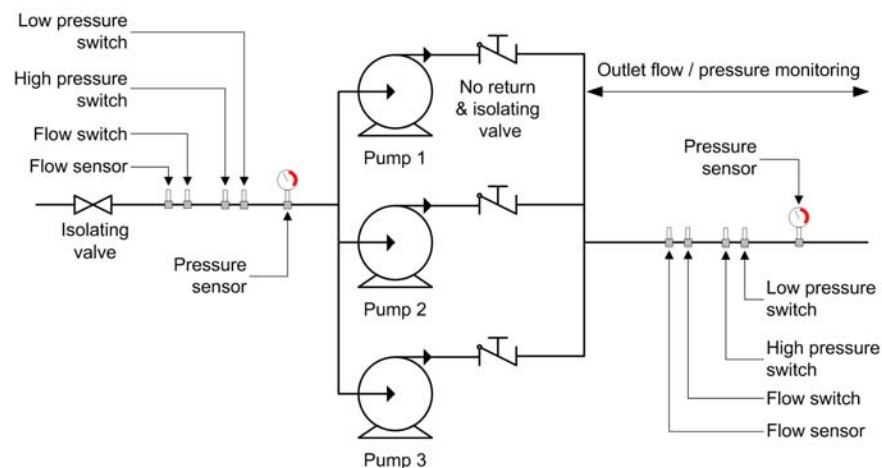 Low pressure
switch
High pressure
switch
Flow switch
Flow sensor
Isolating
valve
Pressure
sensor
Pump 1
No return
& isolating
valve
Pump 2
Pump 3
Outlet flow / pressure monitoring
Pressure
sensor
Low pressure
switch
High pressure
switch
Flow switch
Flow sensor